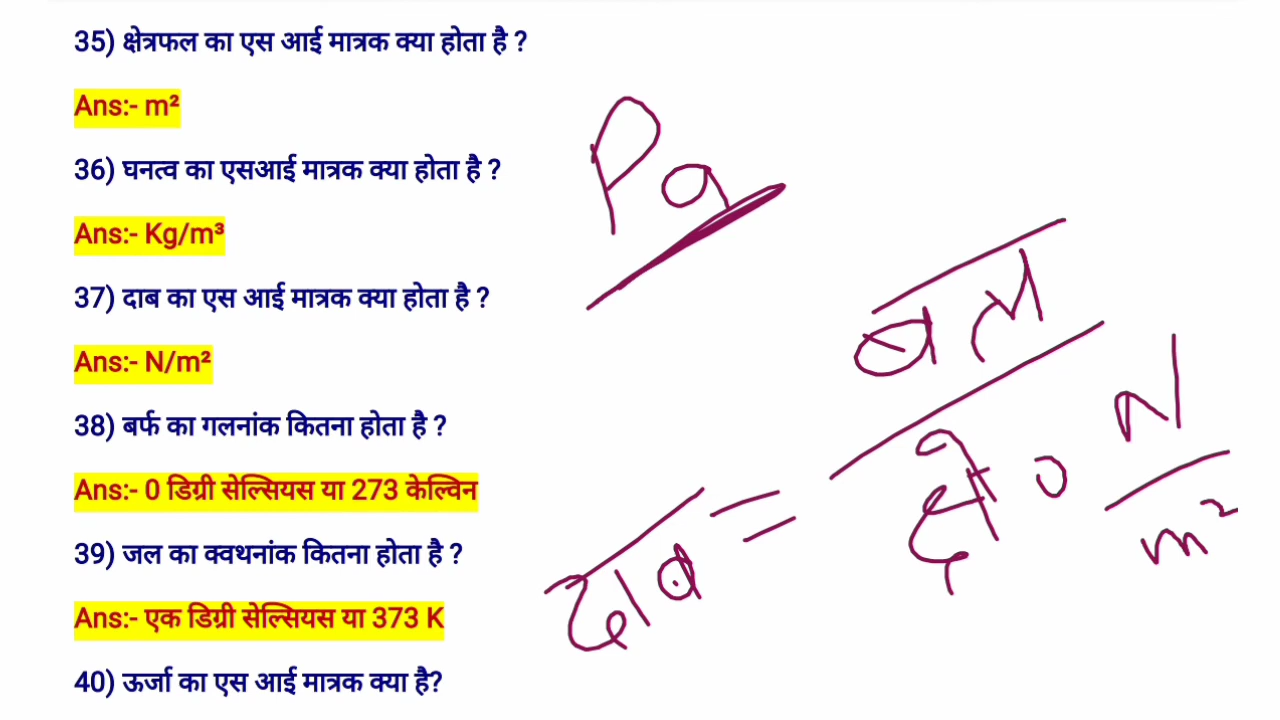 35) क्षेत्रफल का एस आई मात्रक क्या होता है ?
Ans:- m²
36) घनत्व का एसआई मात्रक क्या होता है ?
Ans:- Kg/m³
37) दाब का एस आई मात्रक क्या होता है ?
Ans:- N/m²
38) बर्फ का गलनांक कितना होता है ?
Ans:- 0 डिग्री सेल्सियस या 273 केल्विन
39) जल का क्वथनांक कितना होता है ?
Ans:- एक डिग्री सेल्सियस या 373 K
40) ऊर्जा का एस आई मात्रक क्या है?
Pa
दाब =
बल
क्षे०
N
m²